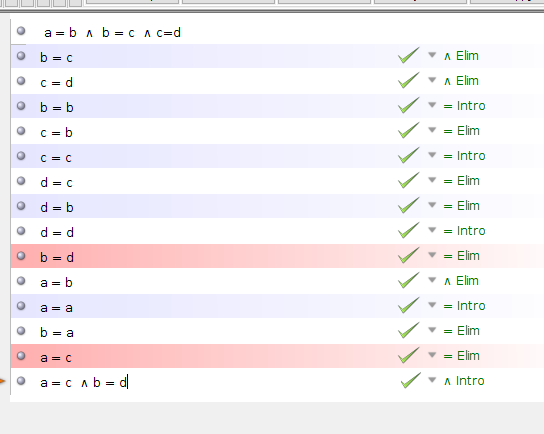 a = b ∧ b = c ∧ c=d
b = c ∧ Elim
c = d ∧ Elim
b = b = Intro
c = b = Elim
c = c = Intro
d = c = Elim
d = b = Elim
d = d = Intro
b = d = Elim
a = b ∧ Elim
a = a = Intro
b = a = Elim
a = c = Elim
a = c ∧ b = d ∧ Intro